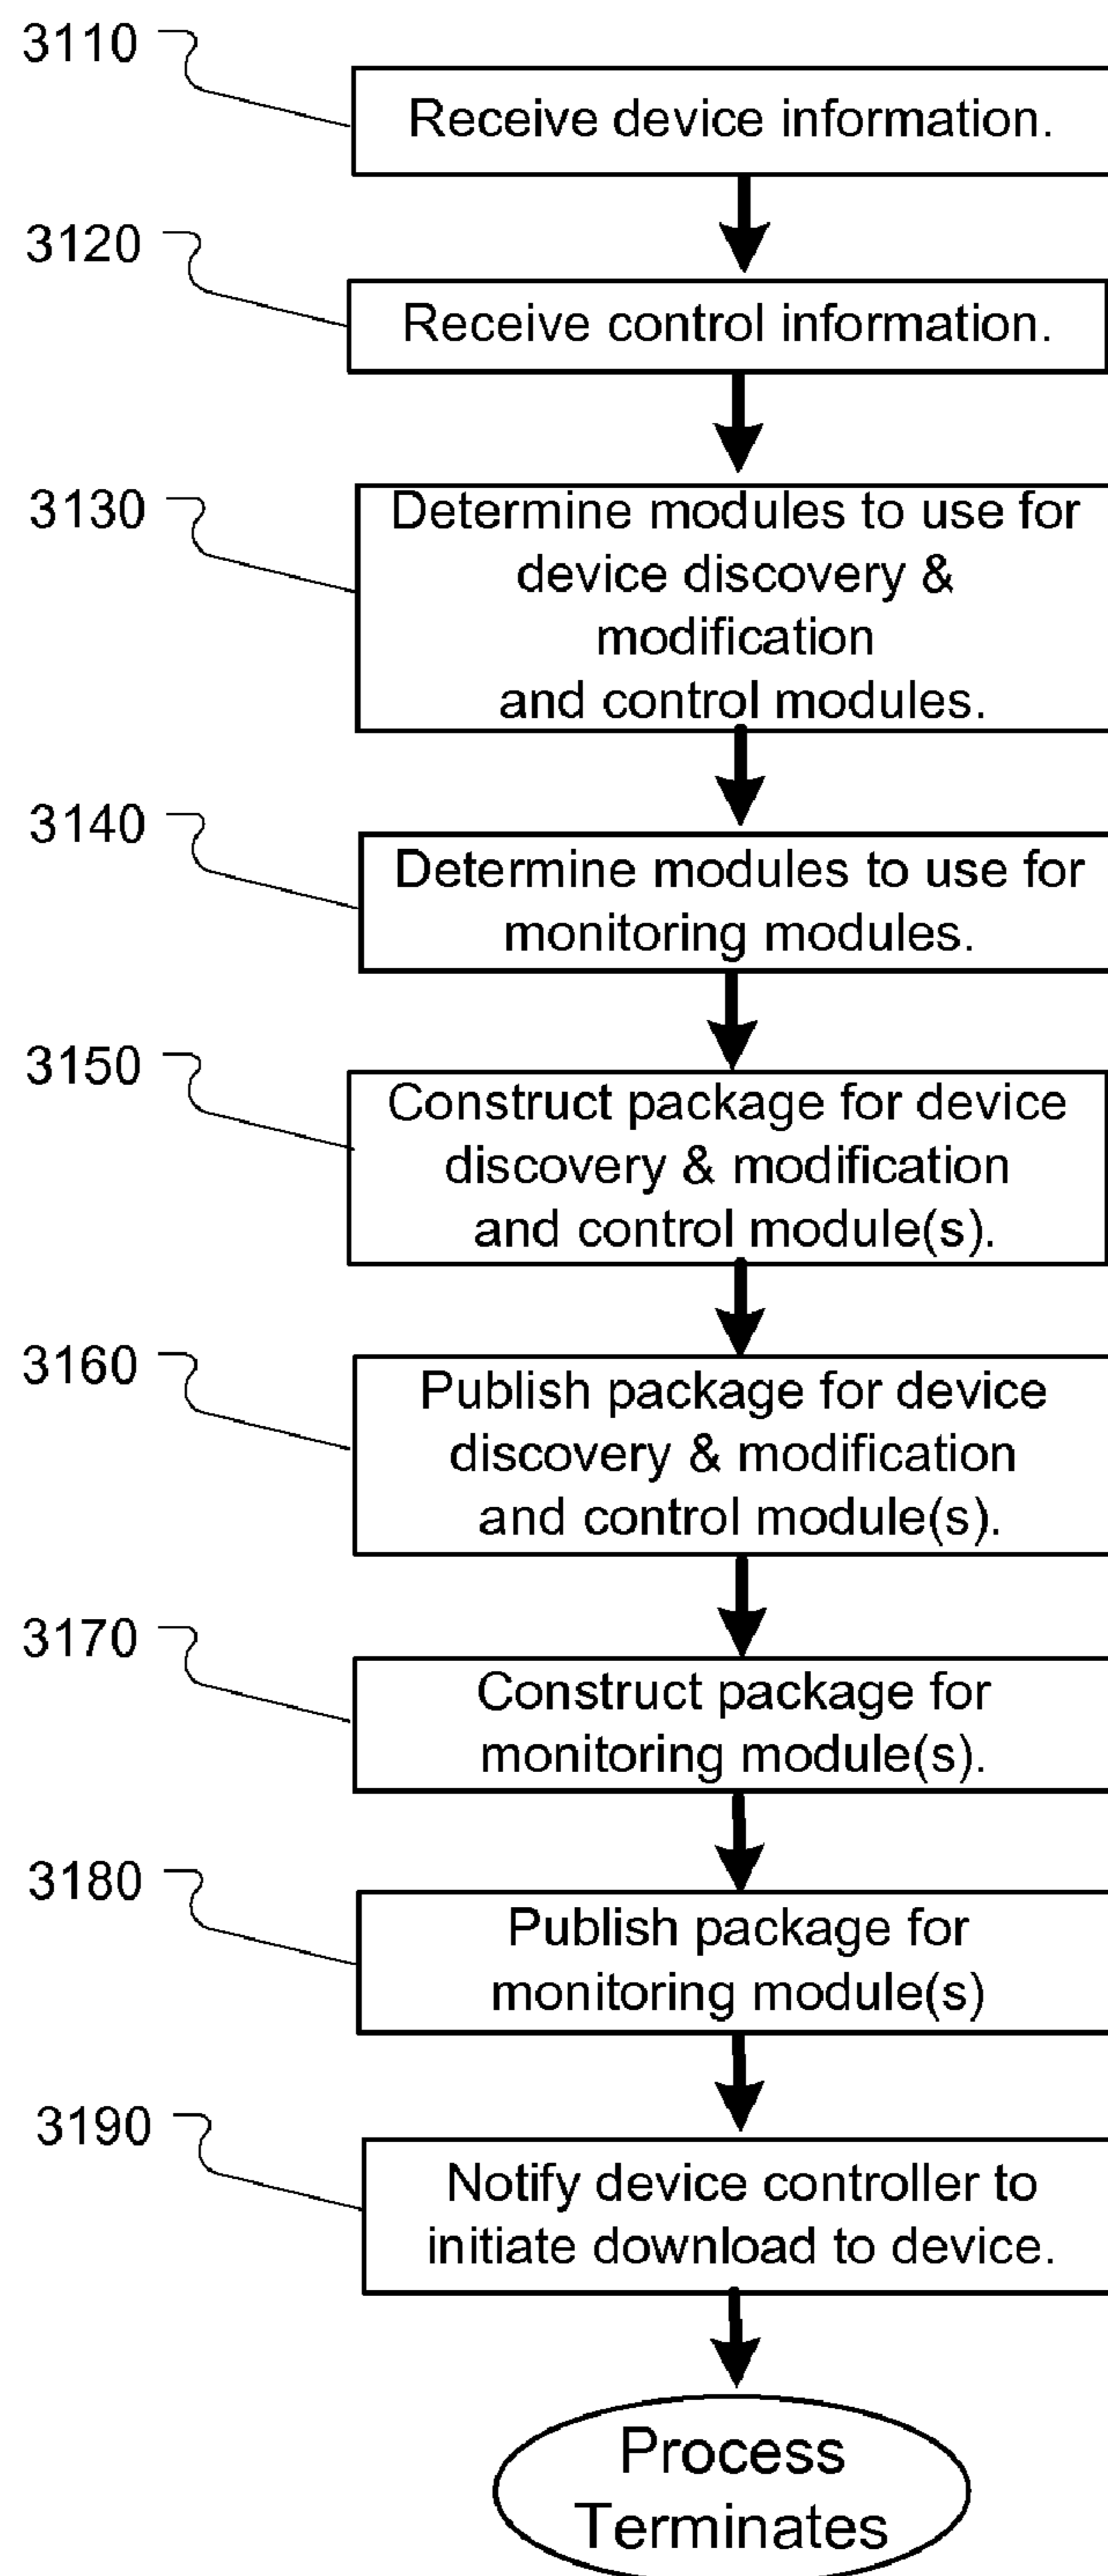 3110
Receive device information.
3120
Receive control information.
3130
Determine modules to use for
device discovery &
modification
and control modules.
3140
Determine modules to use for
monitoring modules.
3150
Construct package for device
discovery & modification
and control module(s).
3160
Publish package for device
discovery & modification
and control module(s).
3170
Construct package for
monitoring module(s).
3180
Publish package for
monitoring module(s)
3190
Notify device controller to
initiate download to device.
Process
Terminates